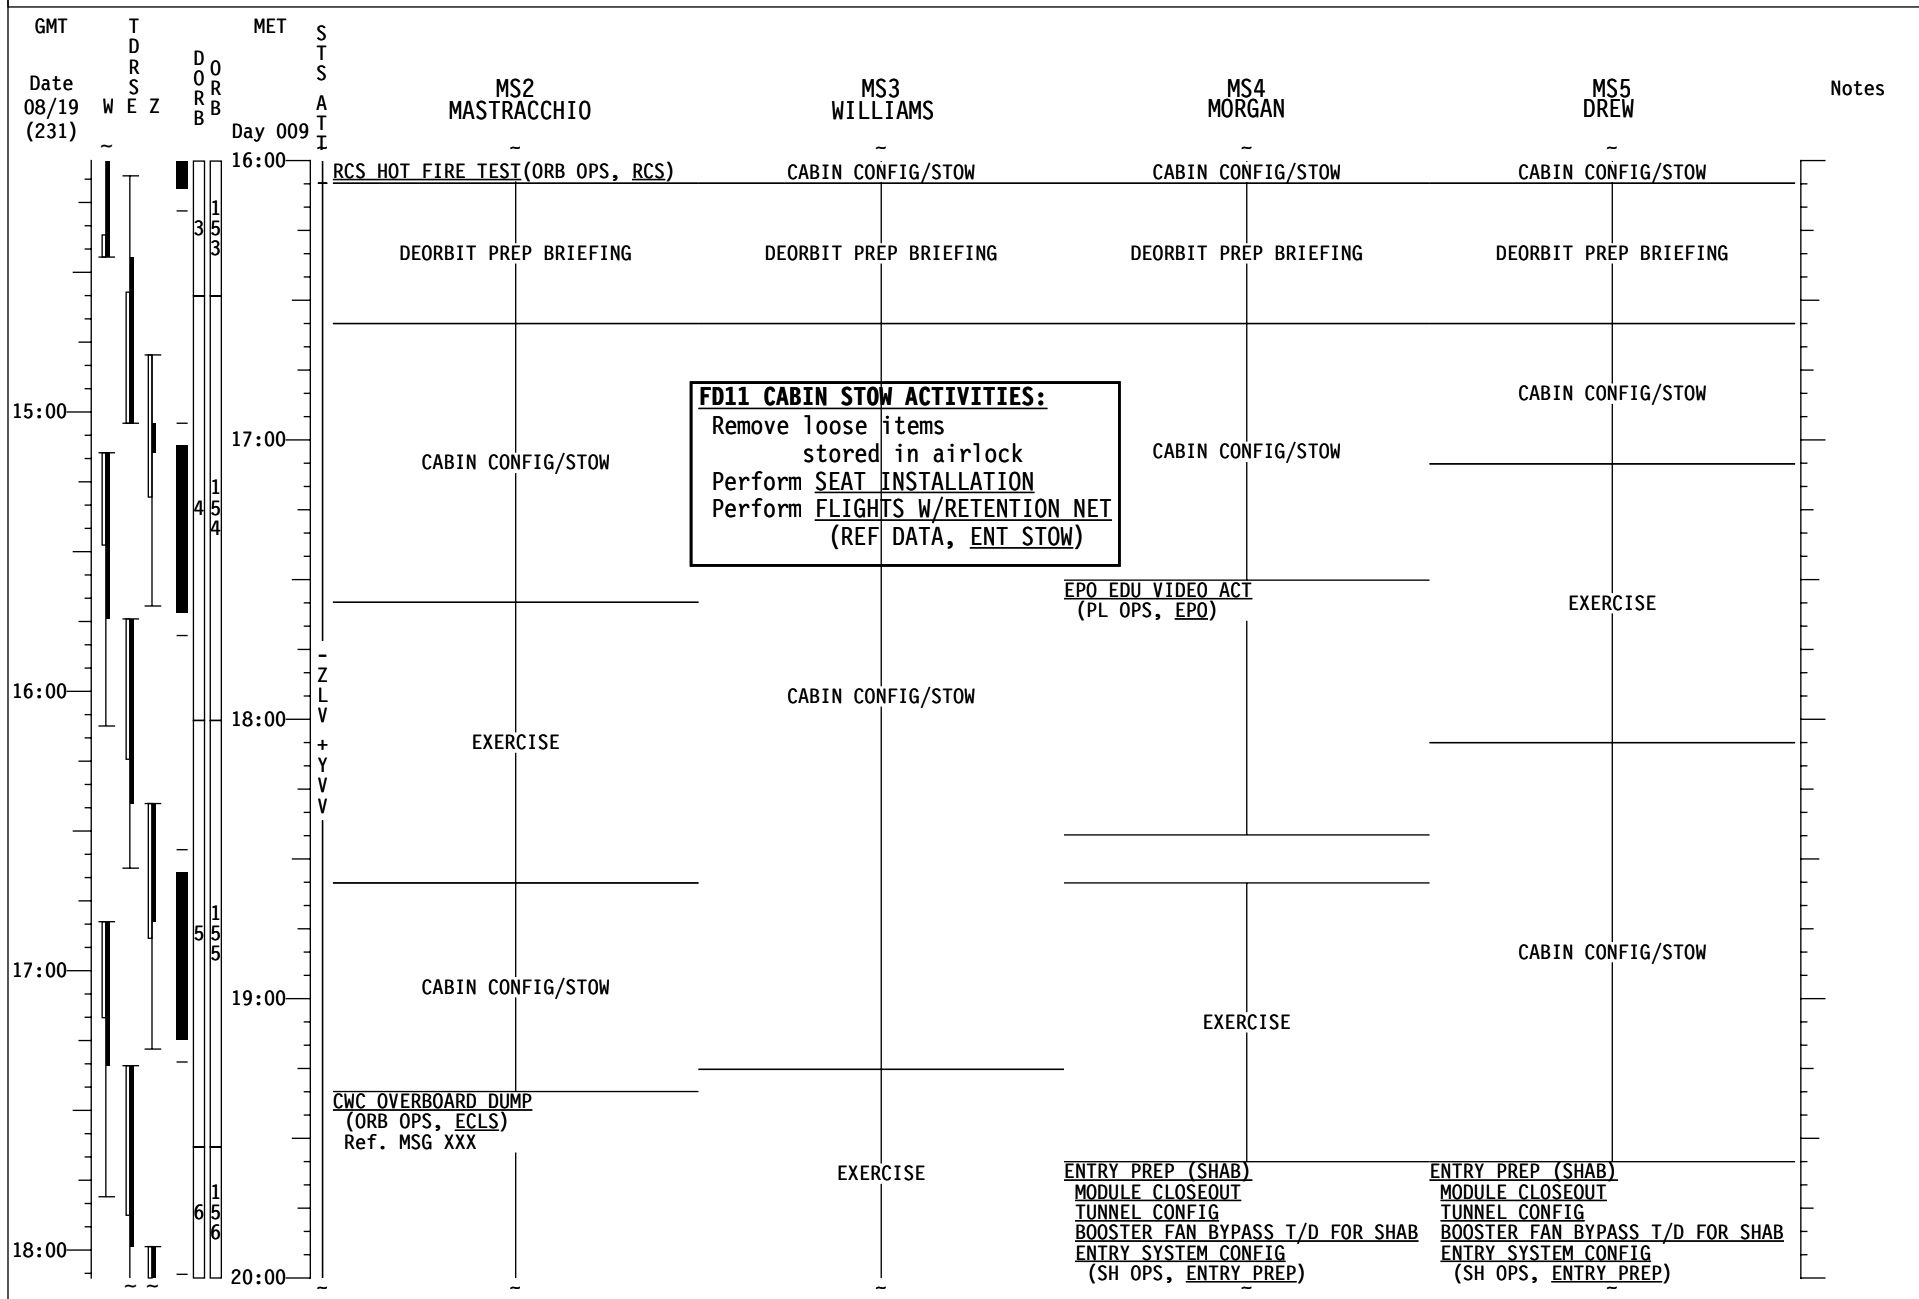 GMT
TDRS
MET
STS ATT
Date
08/19
(231)
W E Z
DORB
ORB
Day 009
MS2
MASTRACCHIO
MS3
WILLIAMS
MS4
MORGAN
MS5
DREW
Notes
~
~
~
~
~
16:00
RCS HOT FIRE TEST(ORB OPS, RCS)
CABIN CONFIG/STOW
CABIN CONFIG/STOW
CABIN CONFIG/STOW
3
153
DEORBIT PREP BRIEFING
DEORBIT PREP BRIEFING
DEORBIT PREP BRIEFING
DEORBIT PREP BRIEFING
15:00
17:00
CABIN CONFIG/STOW
FD11 CABIN STOW ACTIVITIES:
Remove loose items
stored in airlock
Perform SEAT INSTALLATION
Perform FLIGHTS W/RETENTION NET
(REF DATA, ENT STOW)
CABIN CONFIG/STOW
CABIN CONFIG/STOW
4
154
EPO EDU VIDEO ACT
(PL OPS, EPO)
EXERCISE
16:00
18:00
-ZLV +YVV
EXERCISE
CABIN CONFIG/STOW
5
155
17:00
19:00
CABIN CONFIG/STOW
EXERCISE
CABIN CONFIG/STOW
CWC OVERBOARD DUMP
(ORB OPS, ECLS)
Ref. MSG XXX
EXERCISE
6
156
18:00
20:00
ENTRY PREP (SHAB)
MODULE CLOSEOUT
TUNNEL CONFIG
BOOSTER FAN BYPASS T/D FOR SHAB
ENTRY SYSTEM CONFIG
(SH OPS, ENTRY PREP)
ENTRY PREP (SHAB)
MODULE CLOSEOUT
TUNNEL CONFIG
BOOSTER FAN BYPASS T/D FOR SHAB
ENTRY SYSTEM CONFIG
(SH OPS, ENTRY PREP)
~ ~
~
~
~
~
~